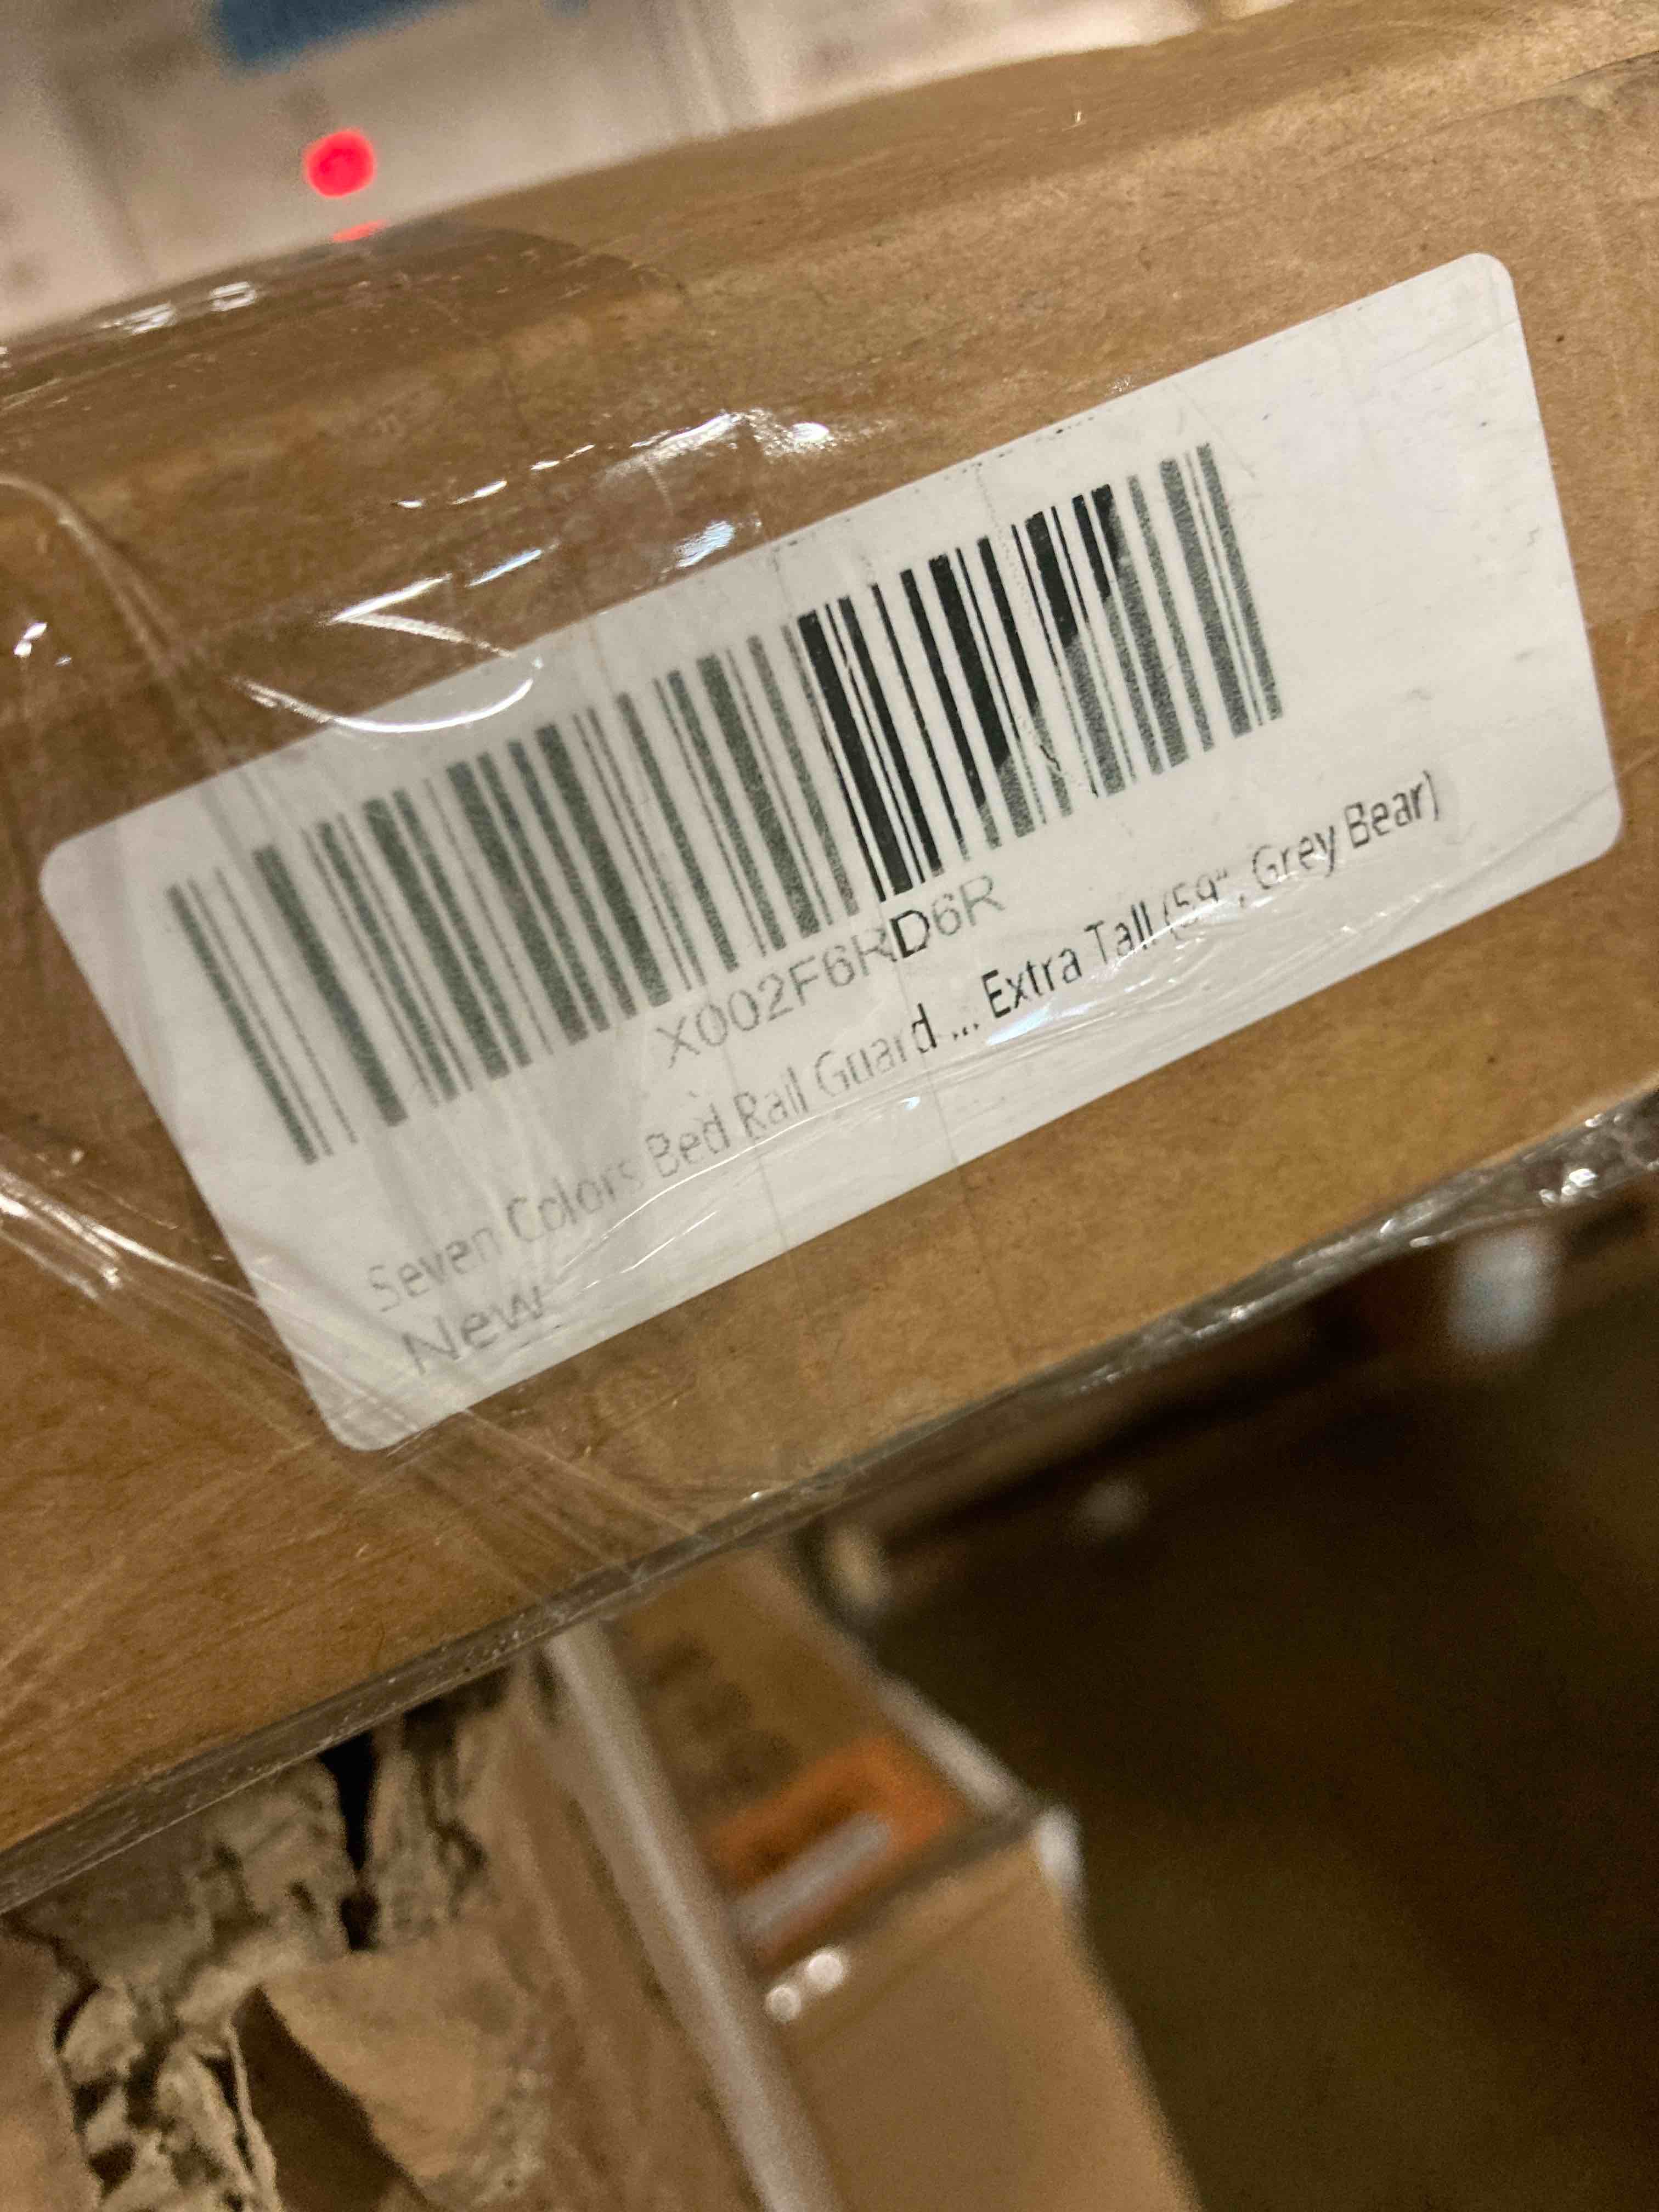 X002F6RD6R
Seven Colors Bed Rail Guard ... Extra Tall (59", Grey Bear)
New